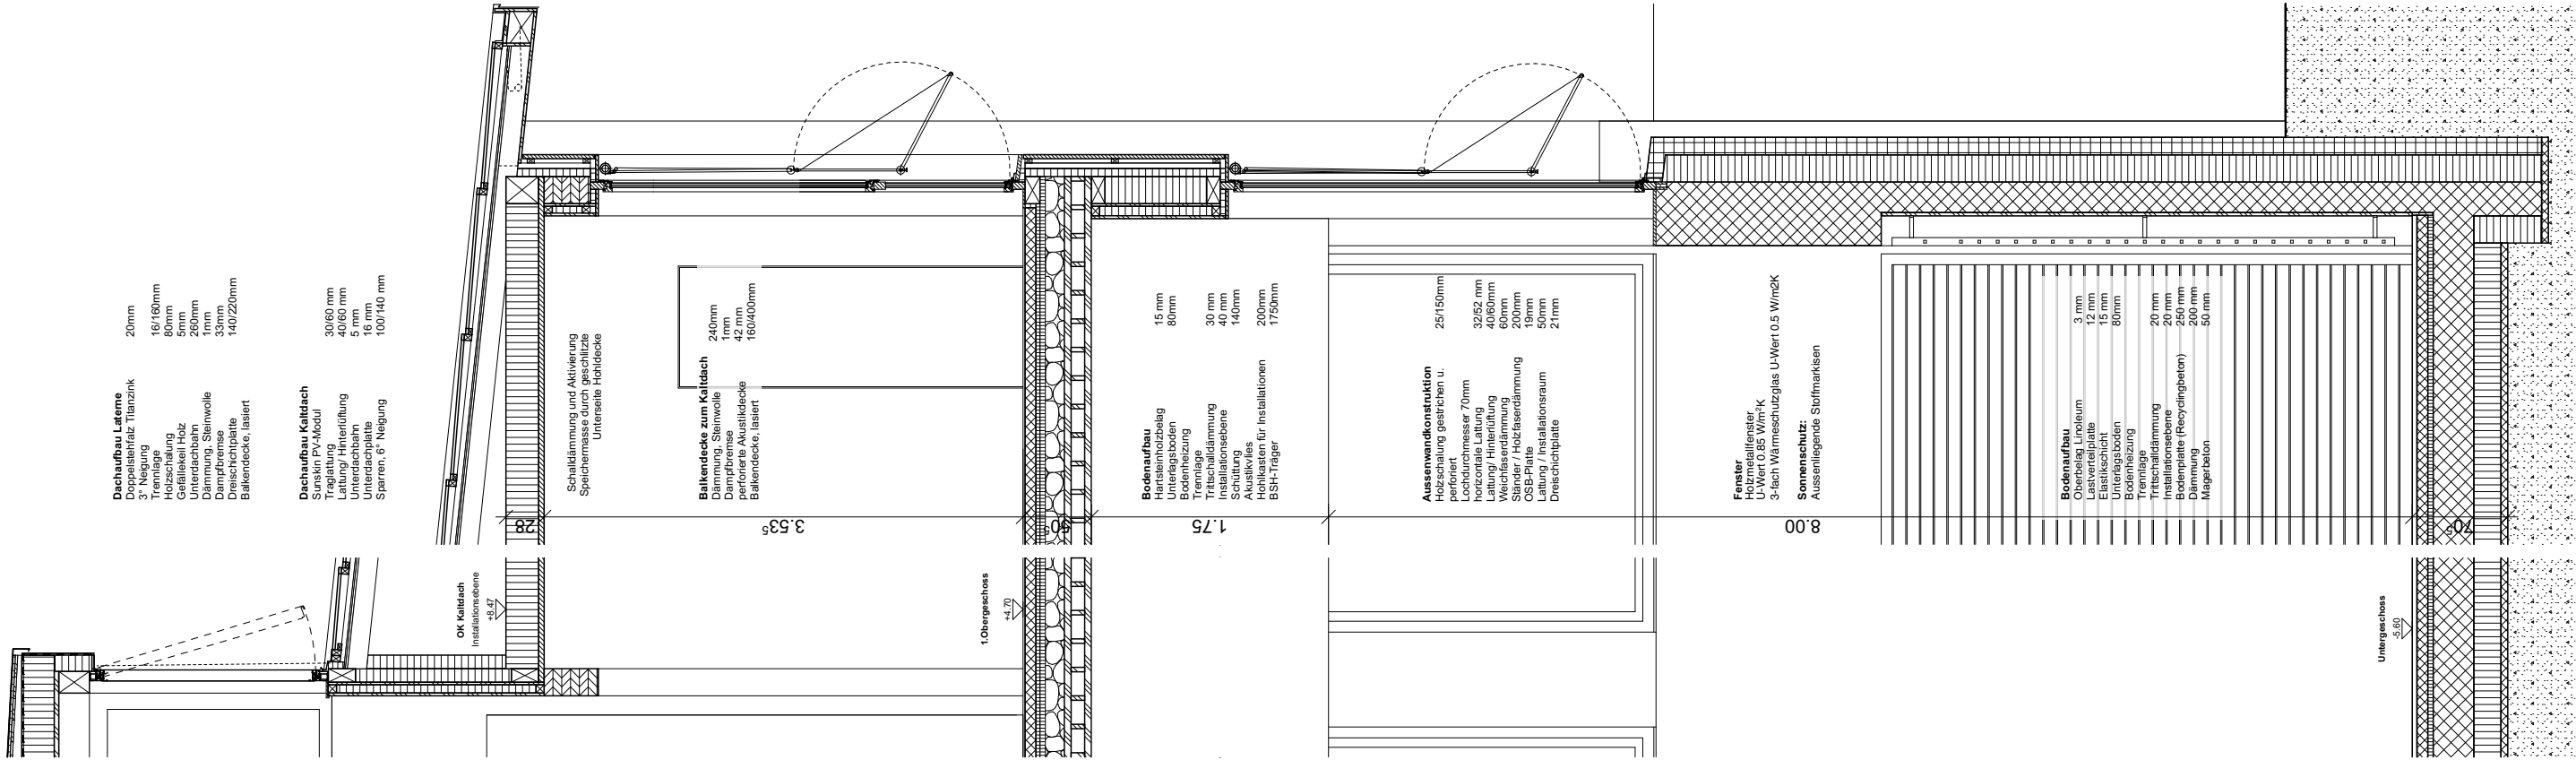 Dachaufbau Laterne
Doppelstehfalz Titanzink 20mm
3° Neigung
Trennlage 16/160mm
Holzschalung 80mm
Gefällekeil Holz 5mm
Unterdachbahn 260mm
Dämmung, Steinwolle 1mm
Dampfbremse 33mm
Dreischichtplatte 140/220mm
Balkendecke, lasiert
Dachaufbau Kaltdach
Sunskin PV-Modul
Traglattung 30/60 mm
Lattung/ Hinterlüftung 40/60 mm
Unterdachbahn 5 mm
Unterdachplatte 16 mm
Sparren, 6° Neigung 100/140 mm
OK Kaltdach
Installationsebene
+8.47
28
Schalldämmung und Aktivierung
Speichermasse durch geschlitzte
Unterseite Hohldecke
Balkendecke zum Kaltdach
Dämmung, Steinwolle 240mm
Dampfbremse 1mm
perforierte Akustikdecke 42 mm
Balkendecke, lasiert 160/400mm
3.53⁵
1.Obergeschoss
+4.70
50⁵
Bodenaufbau
Hartsteinholzbelag 15 mm
Unterlagsboden 80mm
Bodenheizung
Trennlage
Trittschalldämmung 30 mm
Installationsebene 40 mm
Schüttung 140mm
Akustikvlies
Hohlkasten für Installationen 200mm
BSH-Träger 1750mm
1.75
Aussenwandkonstruktion
Holzschalung gestrichen u. 25/150mm
perforiert
Lochdurchmesser 70mm
horizontale Lattung 32/52 mm
Lattung/ Hinterlüftung 40/60mm
Weichfaserdämmung 60mm
Ständer / Holzfaserdämmung 200mm
OSB-Platte 19mm
Lattung / Installationsraum 50mm
Dreischichtplatte 21mm
Fenster
Holzmetallfenster
U-Wert 0.85 W/m²K
3-fach Wärmeschutzglas U-Wert 0.5 W/m2K
Sonnenschutz:
Aussenliegende Stoffmarkisen
8.00
Bodenaufbau
Oberbelag Linoleum 3 mm
Lastverteilplatte 12 mm
Elastikschicht 15 mm
Unterlagsboden 80mm
Bodenheizung
Trennlage
Trittschalldämmung 20 mm
Installationsebene 20 mm
Bodenplatte (Recyclingbeton) 250 mm
Dämmung 200 mm
Magerbeton 50 mm
Untergeschoss
-5.60
70⁵